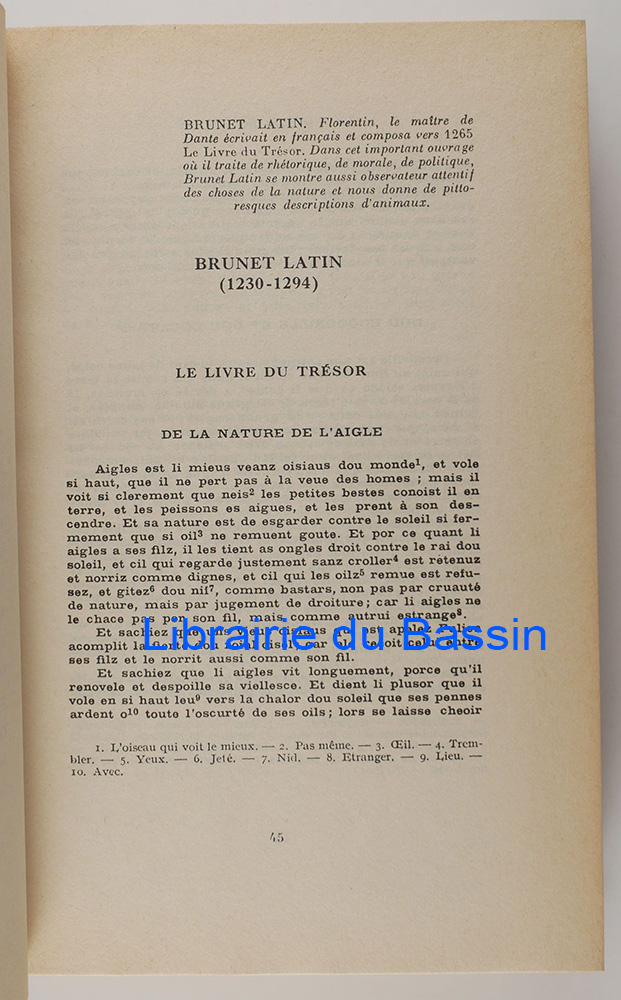 BRUNET LATIN. Florentin, le maître de
Dante écrivait en français et composa vers 1265
Le Livre du Trésor. Dans cet important ouvrage
où il traite de rhétorique, de morale, de politique,
Brunet Latin se montre aussi observateur attentif
des choses de la nature et nous donne de pitto-
resques descriptions d'animaux.
BRUNET LATIN
(1230-1294)
LE LIVRE DU TRÉSOR
DE LA NATURE DE L'AIGLE
Aigles est li mieus veanz oisiaus dou monde¹, et vole
si haut, que il ne pert pas à la veue des homes ; mais il
voit si clerement que neis² les petites bestes conoist il en
terre, et les peissons es aigues, et les prent à son des-
cendre. Et sa nature est de esgarder contre le soleil si fer-
mement que si oil³ ne remuent goute. Et por ce quant li
aigles a ses filz, il les tient as ongles droit contre le rai dou
soleil, et cil qui regarde justement sanz croller⁴ est retenuz
et norriz comme dignes, et cil qui les oilz⁵ remue est refu-
sez, et gitez⁶ dou nif⁷, comme bastars, non pas par cruauté
de nature, mais par jugement de droiture ; car li aigles ne
le chace pas per son fil, mais comme autrui estrange⁸.
Et sachiez que
Librairie du Bassin
acomplit la
ses filz et le norrit aussi comme son fil.
Et sachiez que li aigles vit longuement, porce qu'il
renovele et despoille sa viellesce. Et dient li plusor que il
vole en si haut leu⁹ vers la chalor dou soleil que ses pennes
ardent o¹⁰ toute l'oscurté de ses oils ; lors se laisse cheoir
1. L'oiseau qui voit le mieux. — 2. Pas même. — 3. Œil. — 4. Trem-
bler. — 5. Yeux. — 6. Jeté. — 7. Nid. — 8. Etranger. — 9. Lieu. —
10. Avec.
45